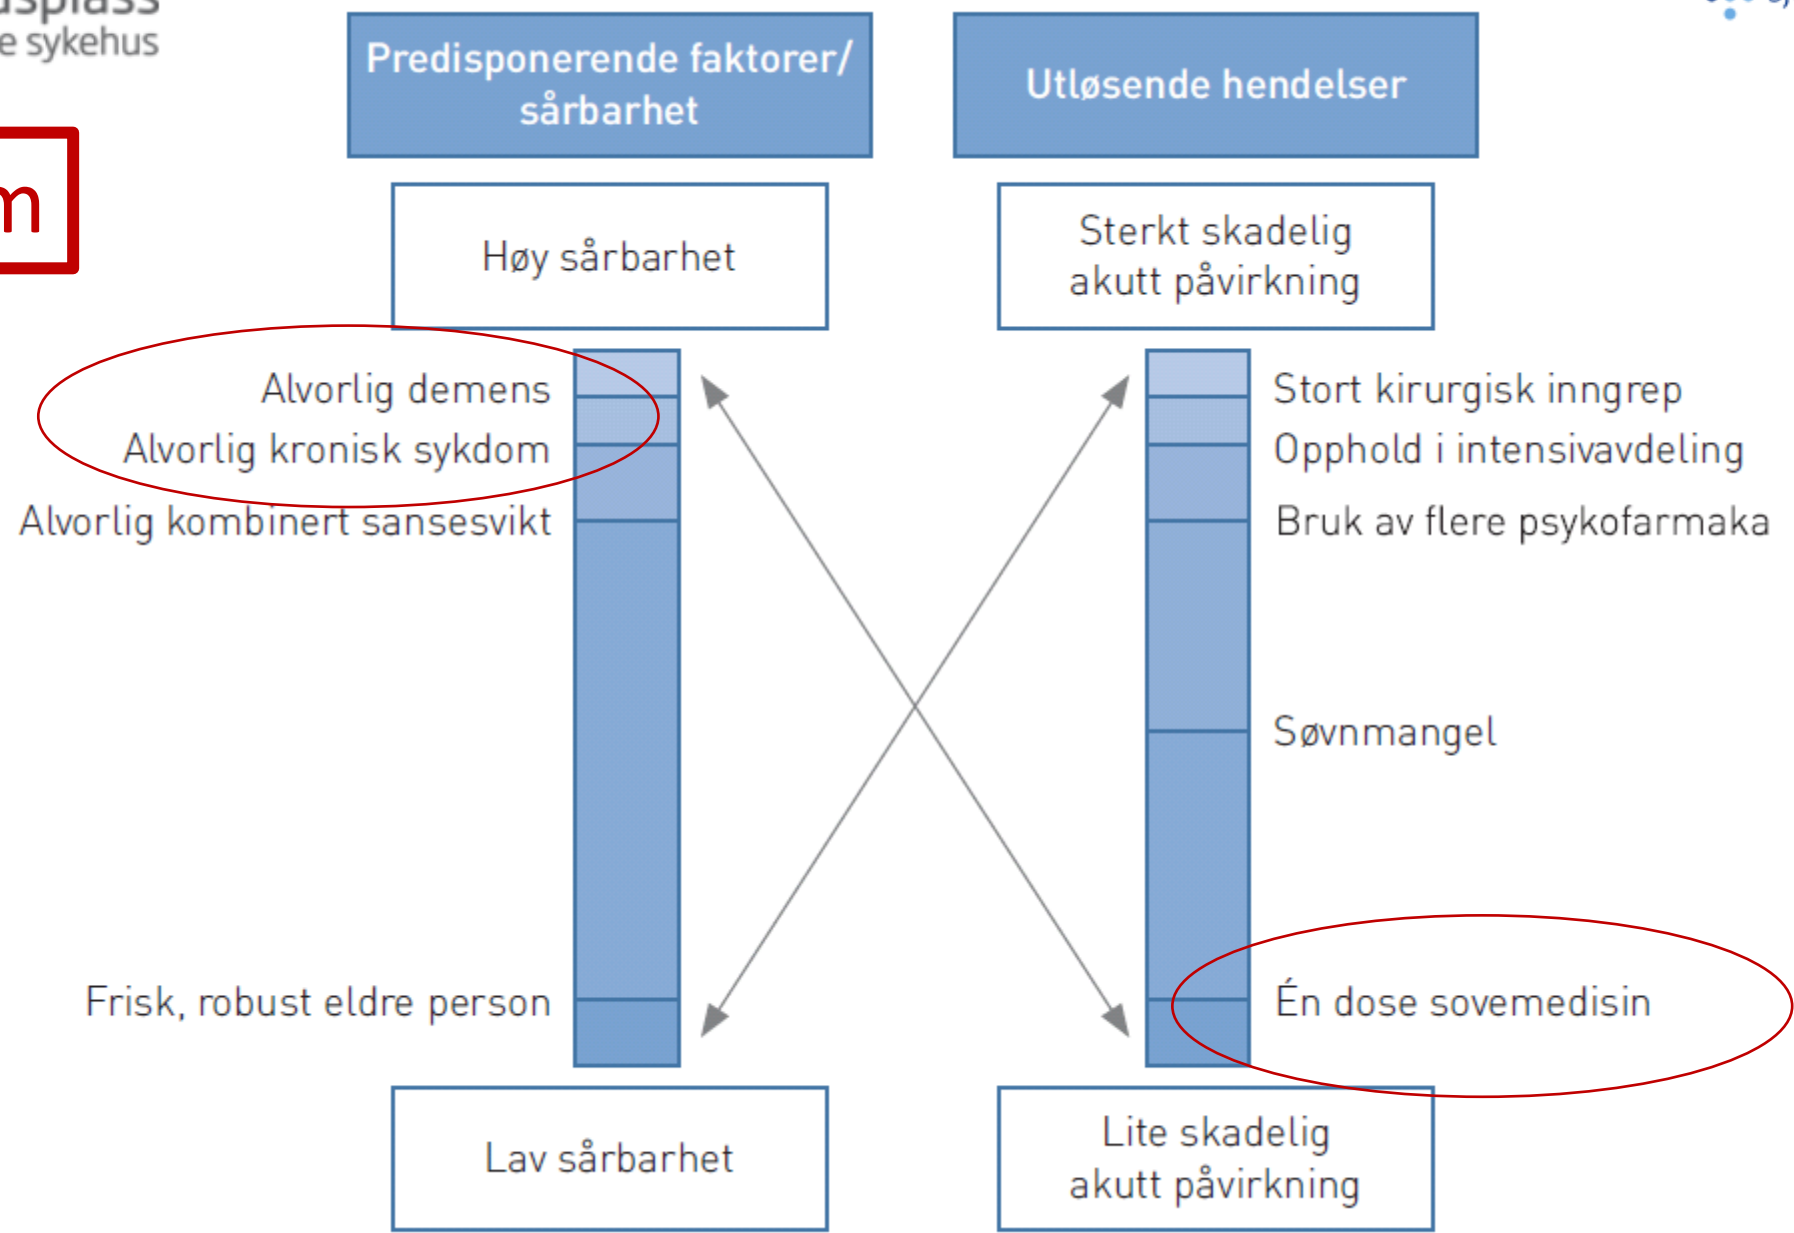 e sykehus
m
Predisponerende faktorer/
sårbarhet
Utløsende hendelser
Høy sårbarhet
Sterkt skadelig
akutt påvirkning
Alvorlig demens
Alvorlig kronisk sykdom
Alvorlig kombinert sansesvikt
Frisk, robust eldre person
Stort kirurgisk inngrep
Opphold i intensivavdeling
Bruk av flere psykofarmaka
Søvnmangel
Én dose sovemedisin
Lav sårbarhet
Lite skadelig
akutt påvirkning